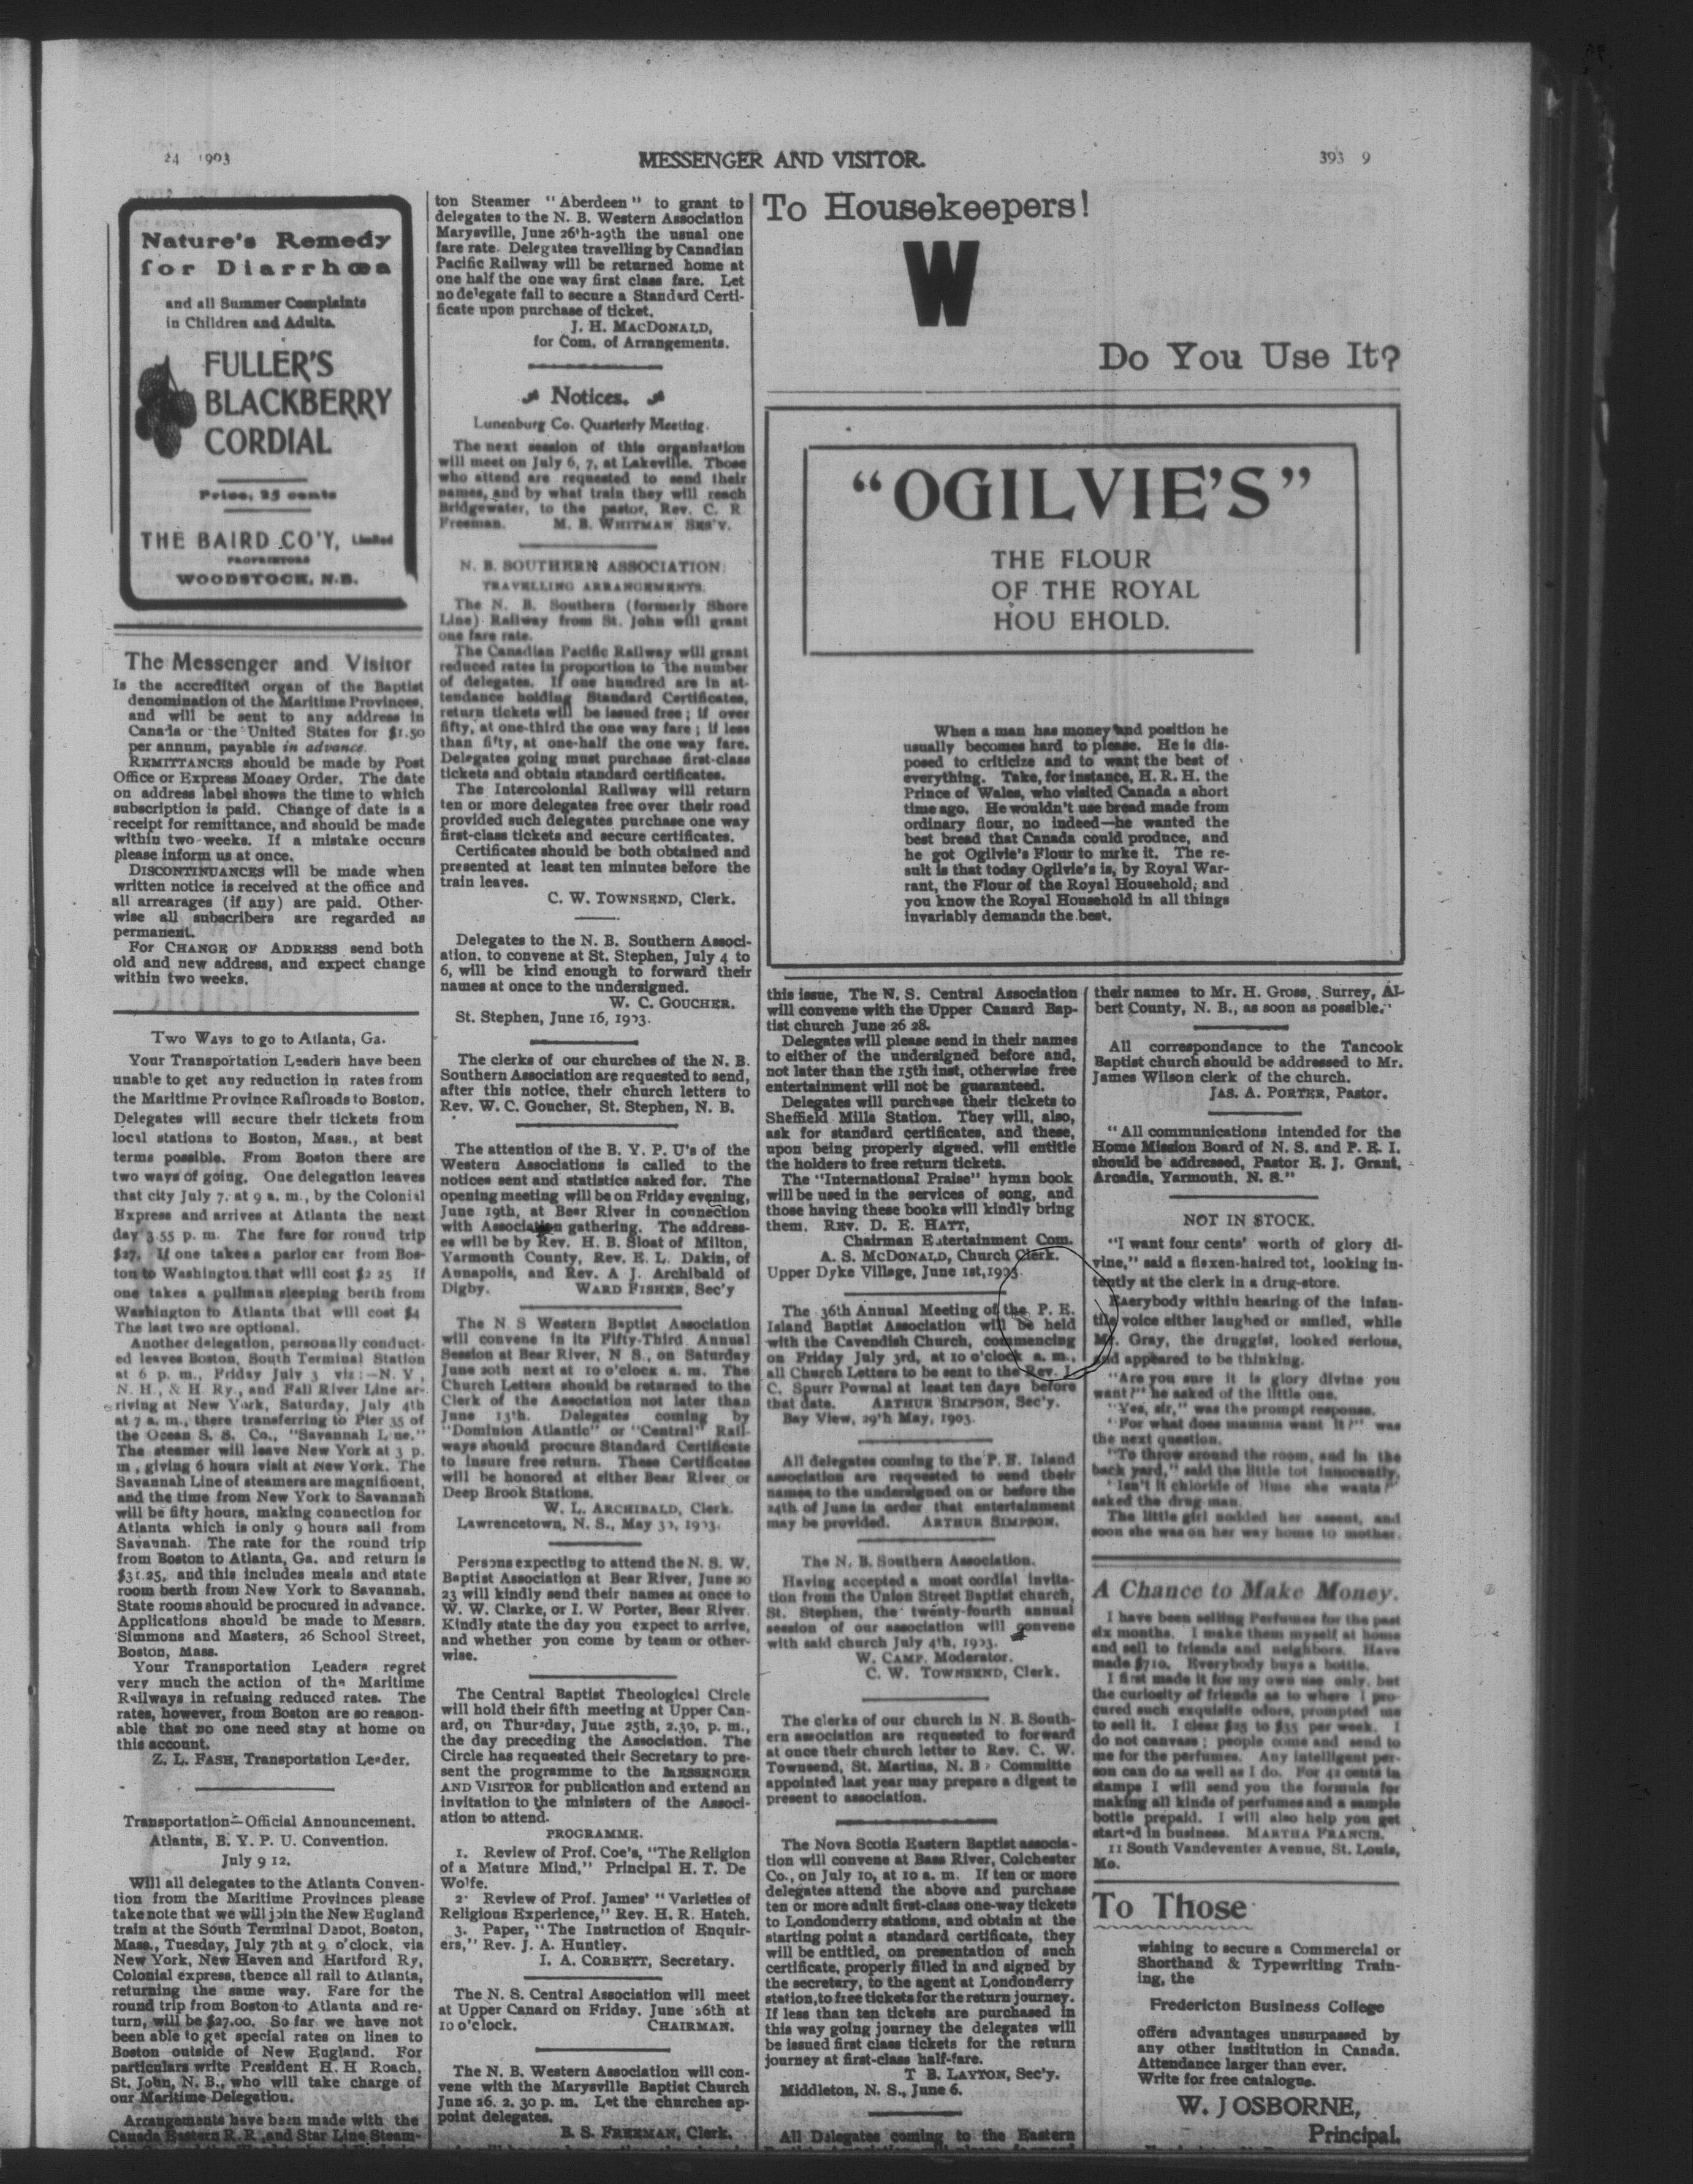 24 1903
MESSENGER AND VISITOR.
393 9
Nature's Remedy
for Diarrhœa
and all Summer Complaints
in Children and Adults.
FULLER'S
BLACKBERRY
CORDIAL
Price, 25 cents
THE BAIRD CO'Y, Limited
PROPRIETORS
WOODSTOCK, N.B.
The Messenger and Visitor
Is the accredited organ of the Baptist
denomination of the Maritime Provinces,
and will be sent to any address in
Canada or the United States for $1.50
per annum, payable in advance.
REMITTANCES should be made by Post
Office or Express Money Order. The date
on address label shows the time to which
subscription is paid. Change of date is a
receipt for remittance, and should be made
within two weeks. If a mistake occurs
please inform us at once.
DISCONTINUANCES will be made when
written notice is received at the office and
all arrearages (if any) are paid. Other-
wise all subscribers are regarded as
permanent.
For CHANGE OF ADDRESS send both
old and new address, and expect change
within two weeks.
Two Ways to go to Atlanta, Ga.
Your Transportation Leaders have been
unable to get any reduction in rates from
the Maritime Province Railroads to Boston.
Delegates will secure their tickets from
local stations to Boston, Mass., at best
terms possible. From Boston there are
two ways of going. One delegation leaves
that city July 7. at 9 a. m., by the Colonial
Express and arrives at Atlanta the next
day 3 55 p. m. The fare for round trip
$27. If one takes a parlor car from Bos-
ton to Washington that will cost $2 25 If
one takes a pullman sleeping berth from
Washington to Atlanta that will cost $4
The last two are optional.
Another delegation, personally conduct-
ed leaves Boston, South Terminal Station
at 6 p. m., Friday July 3 viz:—N. Y,
N. H., & H. Ry., and Fall River Line ar-
riving at New York, Saturday, July 4th
at 7 a. m., there transferring to Pier 35 of
the Ocean S. S. Co., "Savannah L ne."
The steamer will leave New York at 3 p.
m , giving 6 hours visit at New York. The
Savannah Line of steamers are magnificent,
and the time from New York to Savannah
will be fifty hours, making connection for
Atlanta which is only 9 hours sail from
Savannah. The rate for the round trip
from Boston to Atlanta, Ga. and return is
$31.25, and this includes meals and state
room berth from New York to Savannah.
State rooms should be procured in advance.
Applications should be made to Messrs.
Simmons and Masters, 26 School Street,
Boston, Mass.
Your Transportation Leaders regret
very much the action of the Maritime
Railways in refusing reduced rates. The
rates, however, from Boston are so reason-
able that no one need stay at home on
this account.
Z. L. FASH, Transportation Leader.
Transportation—Official Announcement.
Atlanta, B. Y. P. U. Convention.
July 9 12.
Will all delegates to the Atlanta Conven-
tion from the Maritime Provinces please
take note that we will join the New England
train at the South Terminal Depot, Boston,
Mass., Tuesday, July 7th at 9 o'clock, via
New York, New Haven and Hartford Ry,
Colonial express, thence all rail to Atlanta,
returning the same way. Fare for the
round trip from Boston to Atlanta and re-
turn, will be $27.00. So far we have not
been able to get special rates on lines to
Boston outside of New England. For
particulars write President H. H Roach,
St. John, N. B., who will take charge of
our Maritime Delegation.
Arrangements have been made with the
Canada Eastern R. R., and Star Line Steam-
ton Steamer "Aberdeen" to grant to
delegates to the N. B. Western Association
Marysville, June 26'h-29th the usual one
fare rate. Delegates travelling by Canadian
Pacific Railway will be returned home at
one half the one way first class fare. Let
no delegate fail to secure a Standard Certi-
ficate upon purchase of ticket.
J. H. MACDONALD,
for Com. of Arrangements.
Notices.
Lunenburg Co. Quarterly Meeting.
The next session of this organization
will meet on July 6, 7, at Lakeville. Those
who attend are requested to send their
names, and by what train they will reach
Bridgewater, to the pastor, Rev. C. R
Freeman. M. B. WHITMAN Sec'y.
N. B. SOUTHERN ASSOCIATION:
TRAVELLING ARRANGEMENTS.
The N. B. Southern (formerly Shore
Line) Railway from St. John will grant
one fare rate.
The Canadian Pacific Railway will grant
reduced rates in proportion to the number
of delegates. If one hundred are in at-
tendance holding Standard Certificates,
return tickets will be issued free; if over
fifty, at one-third the one way fare; if less
than fi'ty, at one-half the one way fare.
Delegates going must purchase first-class
tickets and obtain standard certificates.
The Intercolonial Railway will return
ten or more delegates free over their road
provided such delegates purchase one way
first-class tickets and secure certificates.
Certificates should be both obtained and
presented at least ten minutes before the
train leaves.
C. W. TOWNSEND, Clerk.
Delegates to the N. B. Southern Associ-
ation, to convene at St. Stephen, July 4 to
6, will be kind enough to forward their
names at once to the undersigned.
W. C. GOUCHER.
St. Stephen, June 16, 1903.
The clerks of our churches of the N. B.
Southern Association are requested to send,
after this notice, their church letters to
Rev. W. C. Goucher, St. Stephen, N. B.
The attention of the B. Y. P. U's of the
Western Associations is called to the
notices sent and statistics asked for. The
opening meeting will be on Friday evening,
June 19th, at Bear River in connection
with Association gathering. The address-
es will be by Rev. H. B. Sloat of Milton,
Yarmouth County, Rev. E. L. Dakin, of
Annapolis, and Rev. A J. Archibald of
Digby. WARD FISHER, Sec'y
The N. S Western Baptist Association
will convene in its Fifty-Third Annual
Session at Bear River, N S., on Saturday
June 20th next at 10 o'clock a. m. The
Church Letters should be returned to the
Clerk of the Association not later than
June 13th. Delegates coming by
"Dominion Atlantic" or "Central" Rail-
ways should procure Standard Certificate
to insure free return. These Certificates
will be honored at either Bear River or
Deep Brook Stations.
W. L. ARCHIBALD, Clerk.
Lawrencetown, N. S., May 30, 1903.
Persons expecting to attend the N. S. W.
Baptist Association at Bear River, June 20
23 will kindly send their names at once to
W. W. Clarke, or I. W Porter, Bear River.
Kindly state the day you expect to arrive,
and whether you come by team or other-
wise.
The Central Baptist Theological Circle
will hold their fifth meeting at Upper Can-
ard, on Thursday, June 25th, 2.30, p. m.,
the day preceding the Association. The
Circle has requested their Secretary to pre-
sent the programme to the MESSENGER
AND VISITOR for publication and extend an
invitation to the ministers of the Associ-
ation to attend.
PROGRAMME.
1. Review of Prof. Coe's, "The Religion
of a Mature Mind," Principal H. T. De
Wolfe.
2. Review of Prof. James' "Varieties of
Religious Experience," Rev. H. R. Hatch.
3. Paper, "The Instruction of Enquir-
ers," Rev. J. A. Huntley.
I. A. CORBETT, Secretary.
The N. S. Central Association will meet
at Upper Canard on Friday, June 26th at
10 o'clock. CHAIRMAN.
The N. B. Western Association will con-
vene with the Marysville Baptist Church
June 26. 2. 30 p. m. Let the churches ap-
point delegates.
B. S. FREEMAN, Clerk.
To Housekeepers!
W
Do You Use It?
"OGILVIE'S"
THE FLOUR
OF THE ROYAL
HOU EHOLD.
When a man has money and position he
usually becomes hard to please. He is dis-
posed to criticize and to want the best of
everything. Take, for instance, H. R. H. the
Prince of Wales, who visited Canada a short
time ago. He wouldn't use bread made from
ordinary flour, no indeed—he wanted the
best bread that Canada could produce, and
he got Ogilvie's Flour to make it. The re-
sult is that today Ogilvie's is, by Royal War-
rant, the Flour of the Royal Household, and
you know the Royal Household in all things
invariably demands the best.
this issue, The N. S. Central Association
will convene with the Upper Canard Bap-
tist church June 26 28.
Delegates will please send in their names
to either of the undersigned before and,
not later than the 15th inst, otherwise free
entertainment will not be guaranteed.
Delegates will purchase their tickets to
Sheffield Mills Station. They will, also,
ask for standard certificates, and these,
upon being properly signed, will entitle
the holders to free return tickets.
The "International Praise" hymn book
will be used in the services of song, and
those having these books will kindly bring
them. REV. D. E. HATT,
Chairman Entertainment Com.
A. S. MCDONALD, Church Clerk.
Upper Dyke Village, June 1st, 1903.
The 36th Annual Meeting of the P. E.
Island Baptist Association will be held
with the Cavendish Church, commencing
on Friday July 3rd, at 10 o'clock a. m.,
all Church Letters to be sent to the Rev. J.
C. Spurr Pownal at least ten days before
that date. ARTHUR SIMPSON, Sec'y.
Bay View, 29'h May, 1903.
All delegates coming to the P. E. Island
association are requested to send their
names to the undersigned on or before the
24th of June in order that entertainment
may be provided. ARTHUR SIMPSON.
The N. B. Southern Association.
Having accepted a most cordial invita-
tion from the Union Street Baptist church,
St. Stephen, the twenty-fourth annual
session of our association will convene
with said church July 4th, 1903.
W. CAMP. Moderator.
C. W. TOWNSEND, Clerk.
The clerks of our church in N. B. South-
ern association are requested to forward
at once their church letter to Rev. C. W.
Townsend, St. Martins, N. B. Committe
appointed last year may prepare a digest to
present to association.
The Nova Scotia Eastern Baptist associa-
tion will convene at Bass River, Colchester
Co., on July 10, at 10 a. m. If ten or more
delegates attend the above and purchase
ten or more adult first-class one-way tickets
to Londonderry stations, and obtain at the
starting point a standard certificate, they
will be entitled, on presentation of such
certificate, properly filled in and signed by
the secretary, to the agent at Londonderry
station, to free tickets for the return journey.
If less than ten tickets are purchased in
this way going journey the delegates will
be issued first class tickets for the return
journey at first-class half-fare.
T B. LAYTON, Sec'y.
Middleton, N. S., June 6.
All Delegates coming to the Eastern
their names to Mr. H. Gross, Surrey, Al-
bert County, N. B., as soon as possible."
All correspondence to the Tancook
Baptist church should be addressed to Mr.
James Wilson clerk of the church.
JAS. A. PORTER, Pastor.
"All communications intended for the
Home Mission Board of N. S. and P. E. I.
should be addressed, Pastor E. J. Grant,
Arcadia, Yarmouth. N. S."
NOT IN STOCK.
"I want four cents' worth of glory di-
vine," said a flaxen-haired tot, looking in-
tently at the clerk in a drug-store.
Eaerybody within hearing of the infan-
tile voice either laughed or smiled, while
Mr. Gray, the druggist, looked serious,
and appeared to be thinking.
"Are you sure it is glory divine you
want?" he asked of the little one.
"Yes, sir," was the prompt response.
"For what does mamma want it?" was
the next question.
"To throw around the room, and in the
back yard," said the little tot innocently.
"Isn't it chloride of lime she wants?"
asked the drug man.
The little girl nodded her assent, and
soon she was on her way home to mother.
A Chance to Make Money.
I have been selling Perfumes for the past
six months. I make them myself at home
and sell to friends and neighbors. Have
made $710. Everybody buys a bottle.
I first made it for my own use only, but
the curiosity of friends as to where I pro-
cured such exquisite odors, prompted me
to sell it. I clear $25 to $35 per week. I
do not canvass; people come and send to
me for the perfumes. Any intelligent per-
son can do as well as I do. For 42 cents in
stamps I will send you the formula for
making all kinds of perfumes and a sample
bottle prepaid. I will also help you get
started in business. MARTHA FRANCIS.
11 South Vandeventer Avenue, St. Louis,
Mo.
To Those
wishing to secure a Commercial or
Shorthand & Typewriting Train-
ing, the
Fredericton Business College
offers advantages unsurpassed by
any other institution in Canada.
Attendance larger than ever.
Write for free catalogue.
W. J OSBORNE,
Principal.